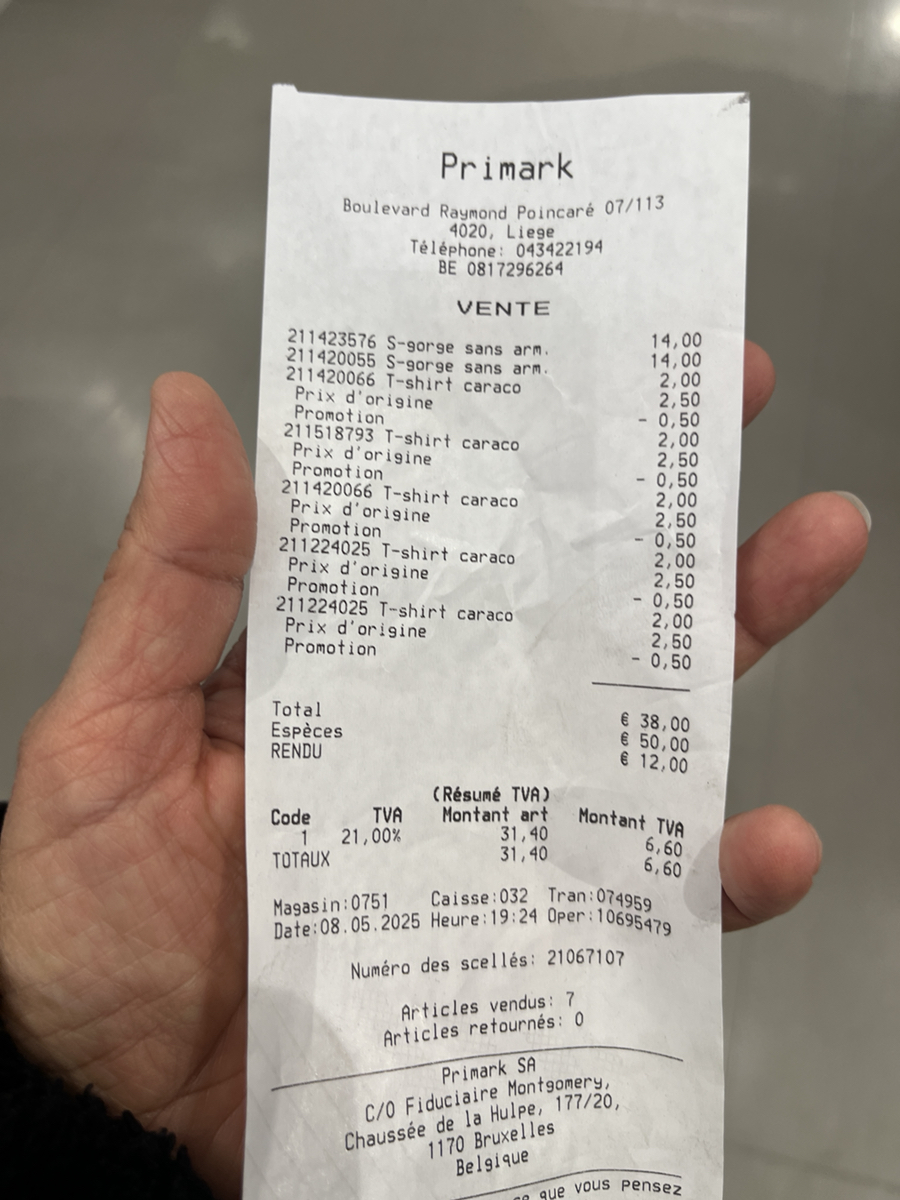 Primark
Boulevard Raymond Poincaré 07/113
4020, Liege
Téléphone: 043422194
BE 0817296264
VENTE
211423576 S-gorge sans arm. 14,00
211420055 S-gorge sans arm. 14,00
211420066 T-shirt caraco 2,00
Prix d'origine 2,50
Promotion - 0,50
211518793 T-shirt caraco 2,00
Prix d'origine 2,50
Promotion - 0,50
211420066 T-shirt caraco 2,00
Prix d'origine 2,50
Promotion - 0,50
211224025 T-shirt caraco 2,00
Prix d'origine 2,50
Promotion - 0,50
211224025 T-shirt caraco 2,00
Prix d'origine 2,50
Promotion - 0,50
Total € 38,00
Espèces € 50,00
RENDU € 12,00
(Résumé TVA)
Code TVA Montant art Montant TVA
1 21,00% 31,40 6,60
TOTAUX 31,40 6,60
Magasin:0751 Caisse:032 Tran:074959
Date:08.05.2025 Heure:19:24 Oper:10695479
Numéro des scellés: 21067107
Articles vendus: 7
Articles retournés: 0
Primark SA
C/O Fiduciaire Montgomery,
Chaussée de la Hulpe, 177/20,
1170 Bruxelles
Belgique
que vous pensez